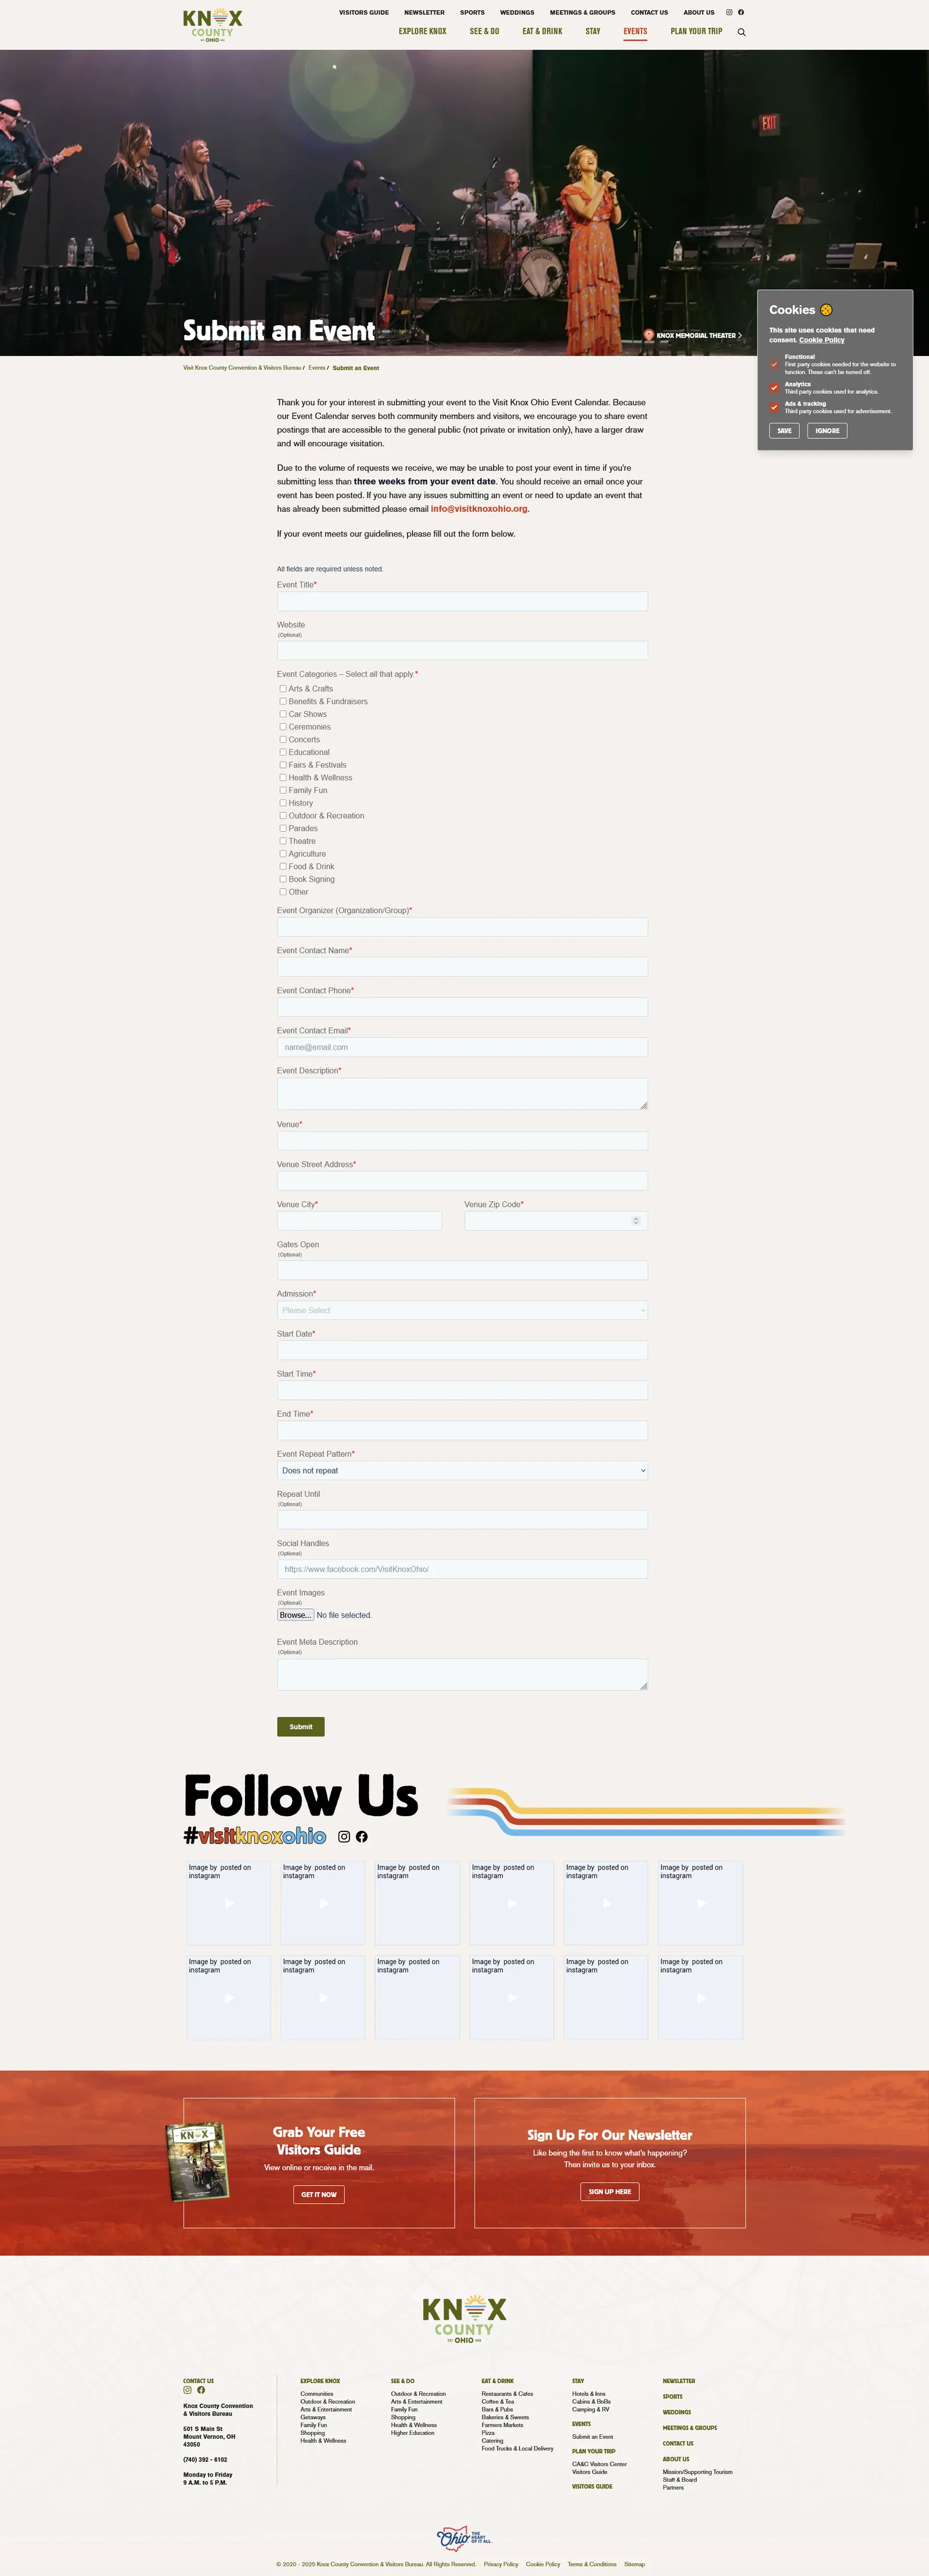 KNOX
COUNTY
EST OHIO 1808
VISITORS GUIDE NEWSLETTER SPORTS WEDDINGS MEETINGS & GROUPS CONTACT US ABOUT US
EXPLORE KNOX SEE & DO EAT & DRINK STAY EVENTS PLAN YOUR TRIP
EXIT
Submit an Event
KNOX MEMORIAL THEATER
Cookies
This site uses cookies that need
consent. Cookie Policy
Functional
First party cookies needed for the website to
function. These can't be turned off.
Analytics
Third party cookies used for analytics.
Ads & tracking
Third party cookies used for advertisement.
SAVE IGNORE
Visit Knox County Convention & Visitors Bureau / Events / Submit an Event
Thank you for your interest in submitting your event to the Visit Knox Ohio Event Calendar. Because
our Event Calendar serves both community members and visitors, we encourage you to share event
postings that are accessible to the general public (not private or invitation only), have a larger draw
and will encourage visitation.
Due to the volume of requests we receive, we may be unable to post your event in time if you're
submitting less than three weeks from your event date. You should receive an email once your
event has been posted. If you have any issues submitting an event or need to update an event that
has already been submitted please email info@visitknoxohio.org.
If your event meets our guidelines, please fill out the form below.
All fields are required unless noted.
Event Title*
Website
(Optional)
Event Categories – Select all that apply.*
Arts & Crafts
Benefits & Fundraisers
Car Shows
Ceremonies
Concerts
Educational
Fairs & Festivals
Health & Wellness
Family Fun
History
Outdoor & Recreation
Parades
Theatre
Agriculture
Food & Drink
Book Signing
Other
Event Organizer (Organization/Group)*
Event Contact Name*
Event Contact Phone*
Event Contact Email*
name@email.com
Event Description*
Venue*
Venue Street Address*
Venue City* Venue Zip Code*
Gates Open
(Optional)
Admission*
Please Select
Start Date*
Start Time*
End Time*
Event Repeat Pattern*
Does not repeat
Repeat Until
(Optional)
Social Handles
(Optional)
https://www.facebook.com/VisitKnoxOhio/
Event Images
(Optional)
Browse... No file selected.
Event Meta Description
(Optional)
Submit
Follow Us
#visitknoxohio
Image by posted on Image by posted on Image by posted on Image by posted on Image by posted on Image by posted on
instagram instagram instagram instagram instagram instagram
Image by posted on Image by posted on Image by posted on Image by posted on Image by posted on Image by posted on
instagram instagram instagram instagram instagram instagram
KNOX
Grab Your Free
Visitors Guide
View online or receive in the mail.
GET IT NOW
Sign Up For Our Newsletter
Like being the first to know what's happening?
Then invite us to your inbox.
SIGN UP HERE
KNOX
COUNTY
EST OHIO 1808
CONTACT US
Knox County Convention
& Visitors Bureau
501 S Main St
Mount Vernon, OH
43050
(740) 392 - 6102
Monday to Friday
9 A.M. to 5 P.M.
EXPLORE KNOX
Communities
Outdoor & Recreation
Arts & Entertainment
Getaways
Family Fun
Shopping
Health & Wellness
SEE & DO
Outdoor & Recreation
Arts & Entertainment
Family Fun
Shopping
Health & Wellness
Higher Education
EAT & DRINK
Restaurants & Cafes
Coffee & Tea
Bars & Pubs
Bakeries & Sweets
Farmers Markets
Pizza
Catering
Food Trucks & Local Delivery
STAY
Hotels & Inns
Cabins & BnBs
Camping & RV
EVENTS
Submit an Event
PLAN YOUR TRIP
CA&C Visitors Center
Visitors Guide
VISITORS GUIDE
NEWSLETTER
SPORTS
WEDDINGS
MEETINGS & GROUPS
CONTACT US
ABOUT US
Mission/Supporting Tourism
Staff & Board
Partners
Ohio THE
HEART
OF IT ALL.
© 2020 - 2025 Knox County Convention & Visitors Bureau. All Rights Reserved. Privacy Policy Cookie Policy Terms & Conditions Sitemap